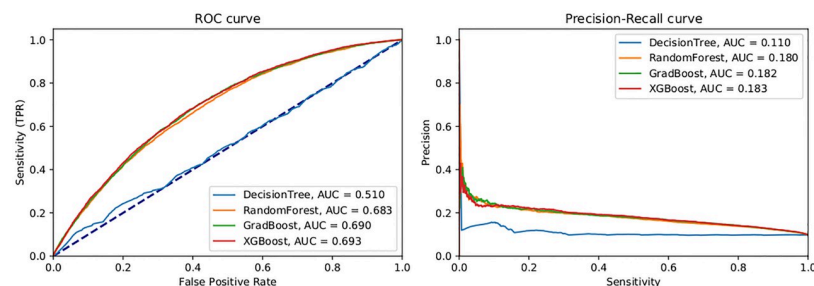 ROC curve
1.0
0.8
0.6
0.4
0.2
0.0
Sensitivity (TPR)
DecisionTree, AUC = 0.510
RandomForest, AUC = 0.683
GradBoost, AUC = 0.690
XGBoost, AUC = 0.693
0.0 0.2 0.4 0.6 0.8 1.0
False Positive Rate
Precision-Recall curve
1.0
0.8
0.6
0.4
0.2
0.0
Precision
DecisionTree, AUC = 0.110
RandomForest, AUC = 0.180
GradBoost, AUC = 0.182
XGBoost, AUC = 0.183
0.0 0.2 0.4 0.6 0.8 1.0
Sensitivity